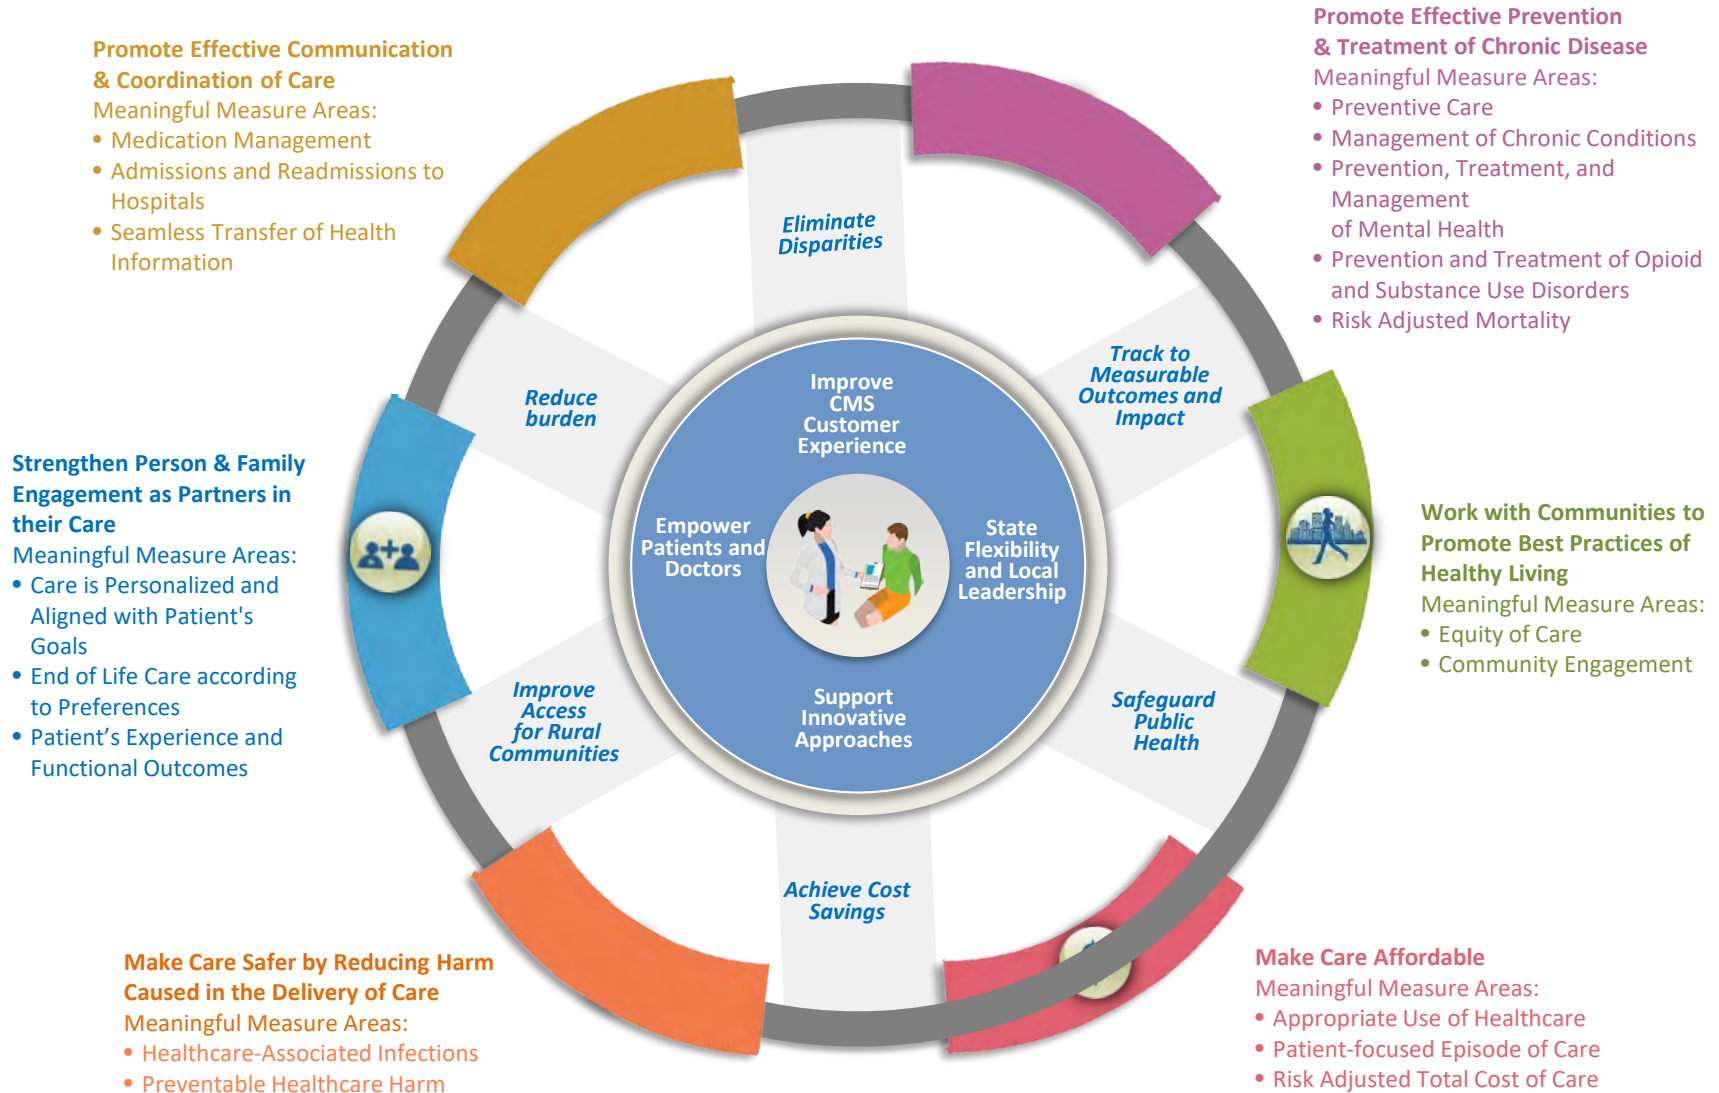 Promote Effective Communication
& Coordination of Care
Meaningful Measure Areas:
• Medication Management
• Admissions and Readmissions to
Hospitals
• Seamless Transfer of Health
Information
Promote Effective Prevention
& Treatment of Chronic Disease
Meaningful Measure Areas:
• Preventive Care
• Management of Chronic Conditions
• Prevention, Treatment, and
Management
of Mental Health
• Prevention and Treatment of Opioid
and Substance Use Disorders
• Risk Adjusted Mortality
Eliminate
Disparities
Reduce
burden
Track to
Measurable
Outcomes and
Impact
Improve
CMS
Customer
Experience
Empower
Patients and
Doctors
State
Flexibility
and Local
Leadership
Support
Innovative
Approaches
Strengthen Person & Family
Engagement as Partners in
their Care
Meaningful Measure Areas:
• Care is Personalized and
Aligned with Patient's
Goals
• End of Life Care according
to Preferences
• Patient’s Experience and
Functional Outcomes
Work with Communities to
Promote Best Practices of
Healthy Living
Meaningful Measure Areas:
• Equity of Care
• Community Engagement
Improve
Access
for Rural
Communities
Safeguard
Public
Health
Achieve Cost
Savings
Make Care Safer by Reducing Harm
Caused in the Delivery of Care
Meaningful Measure Areas:
• Healthcare-Associated Infections
• Preventable Healthcare Harm
Make Care Affordable
Meaningful Measure Areas:
• Appropriate Use of Healthcare
• Patient-focused Episode of Care
• Risk Adjusted Total Cost of Care